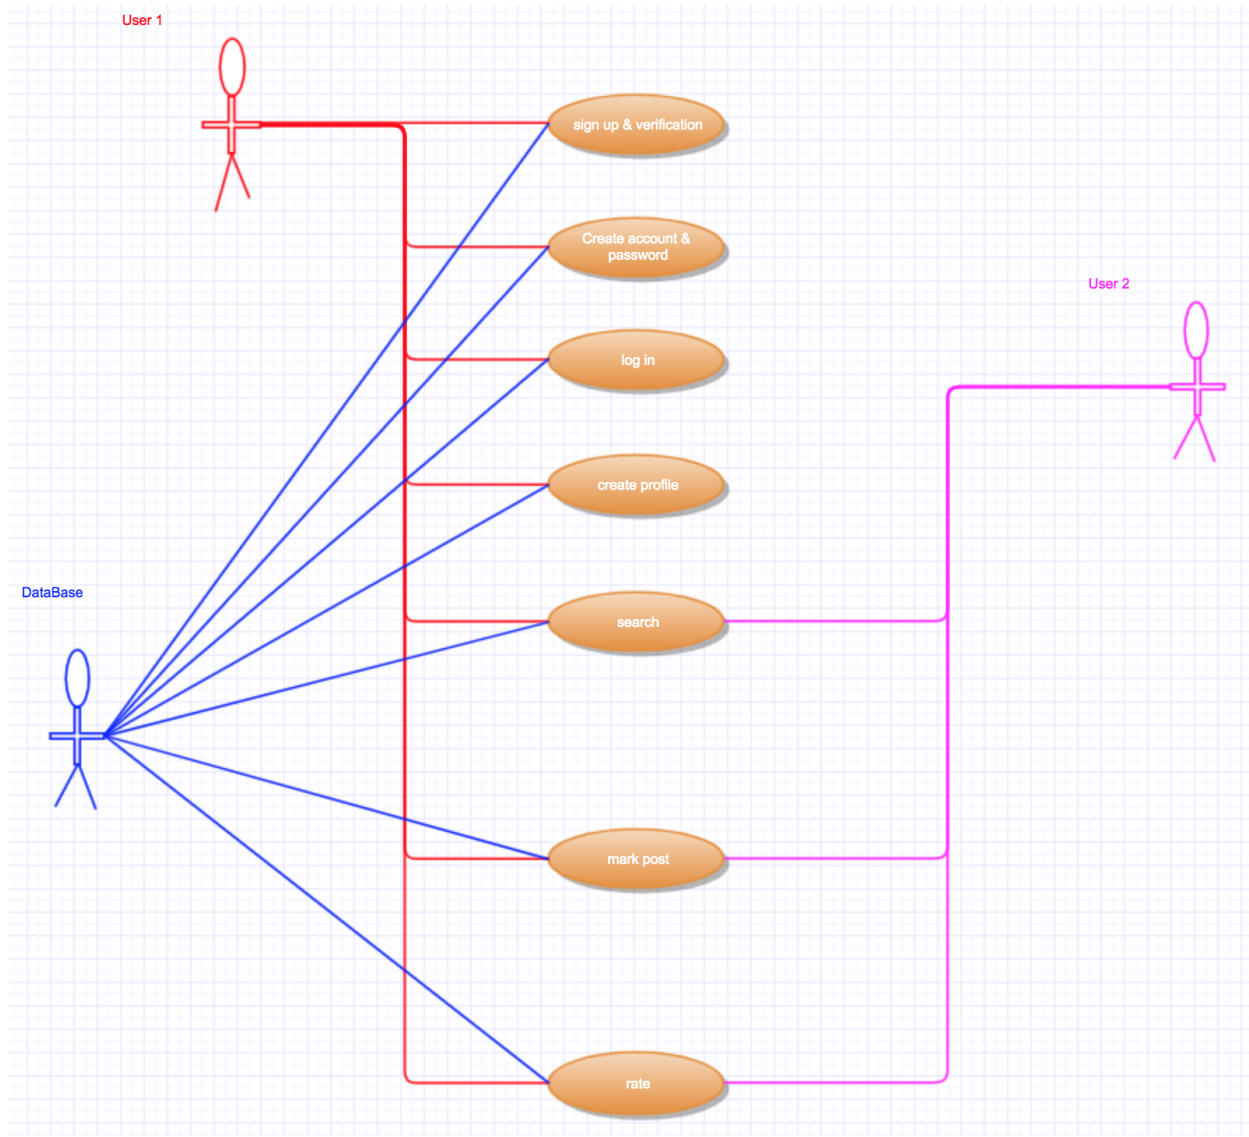 User 1
sign up & verification
Create account &
password
User 2
log in
create profile
DataBase
search
mark post
rate